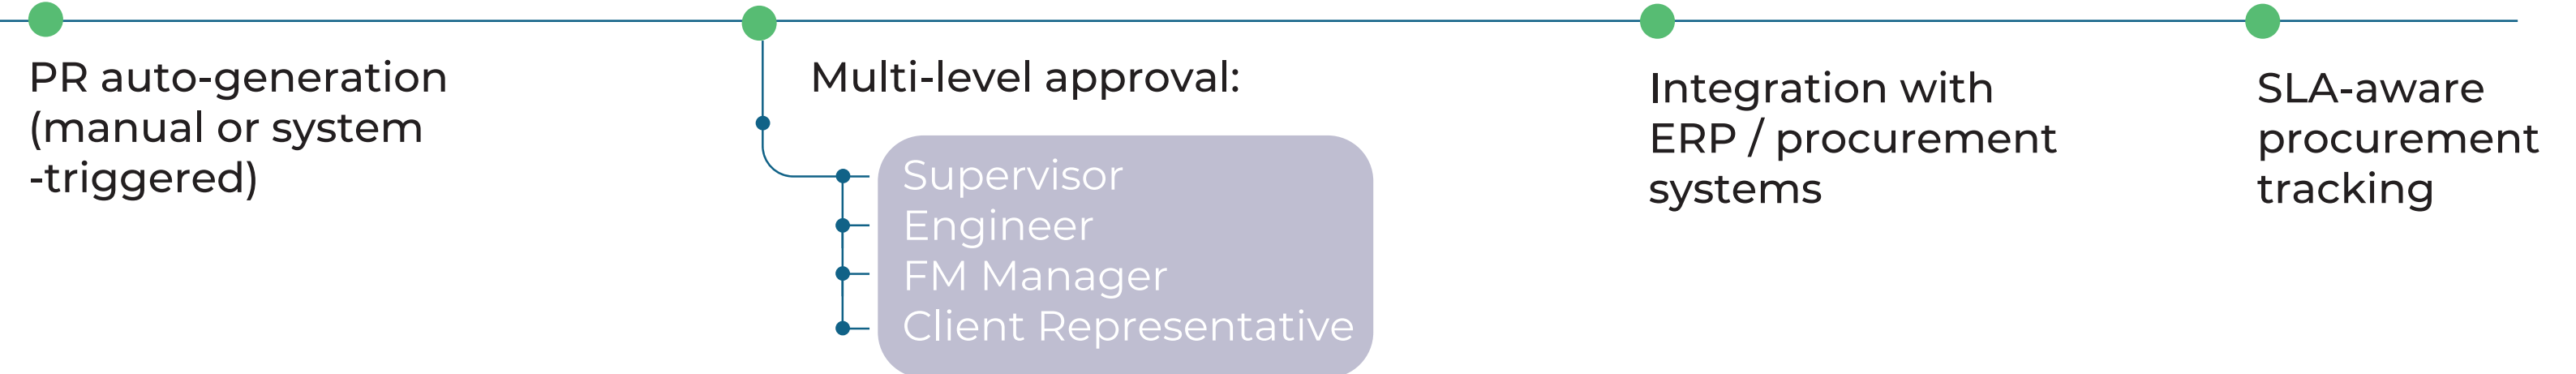 PR auto-generation
(manual or system
-triggered)
Multi-level approval:
Supervisor
Engineer
FM Manager
Client Representative
Integration with
ERP / procurement
systems
SLA-aware
procurement
tracking